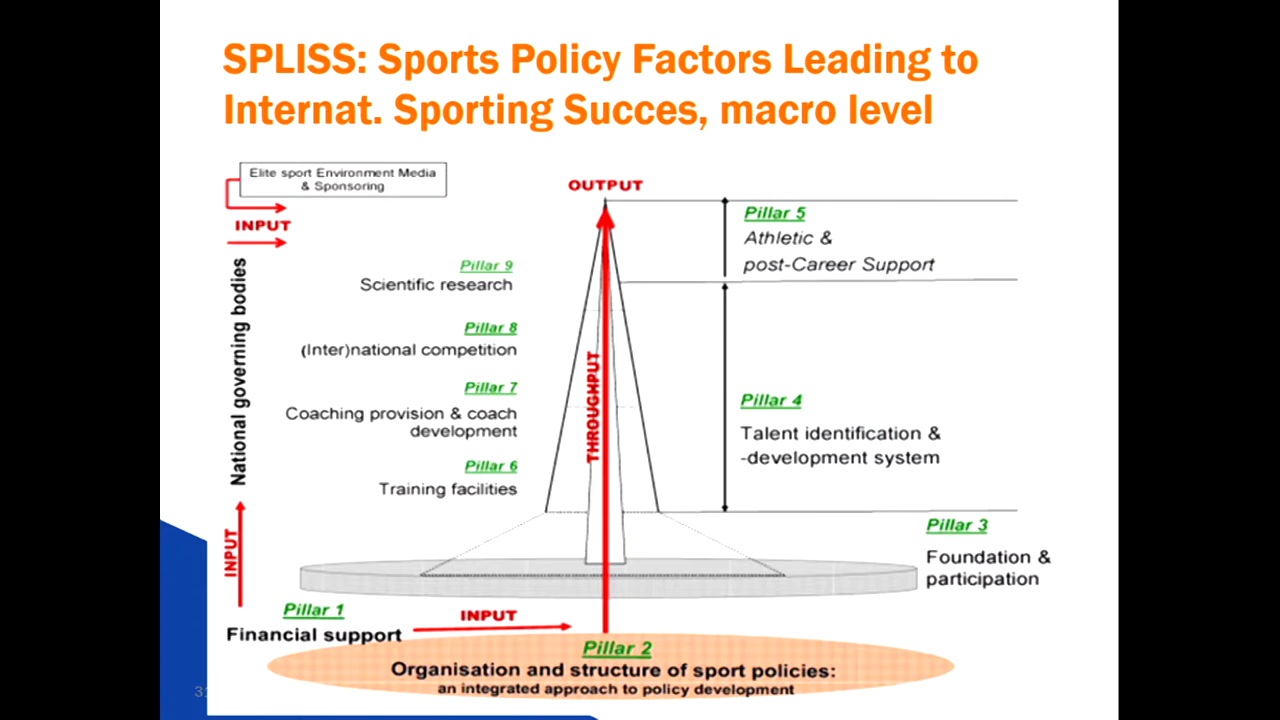 SPLISS: Sports Policy Factors Leading to
Internat. Sporting Succes, macro level
Elite sport Environment Media
& Sponsoring
INPUT
National governing bodies
INPUT
OUTPUT
THROUGHPUT
Pillar 9
Scientific research
Pillar 8
(Inter)national competition
Pillar 7
Coaching provision & coach
development
Pillar 6
Training facilities
Pillar 5
Athletic &
post-Career Support
Pillar 4
Talent identification &
-development system
Pillar 3
Foundation &
participation
Pillar 1
Financial support
INPUT
Pillar 2
Organisation and structure of sport policies:
an integrated approach to policy development